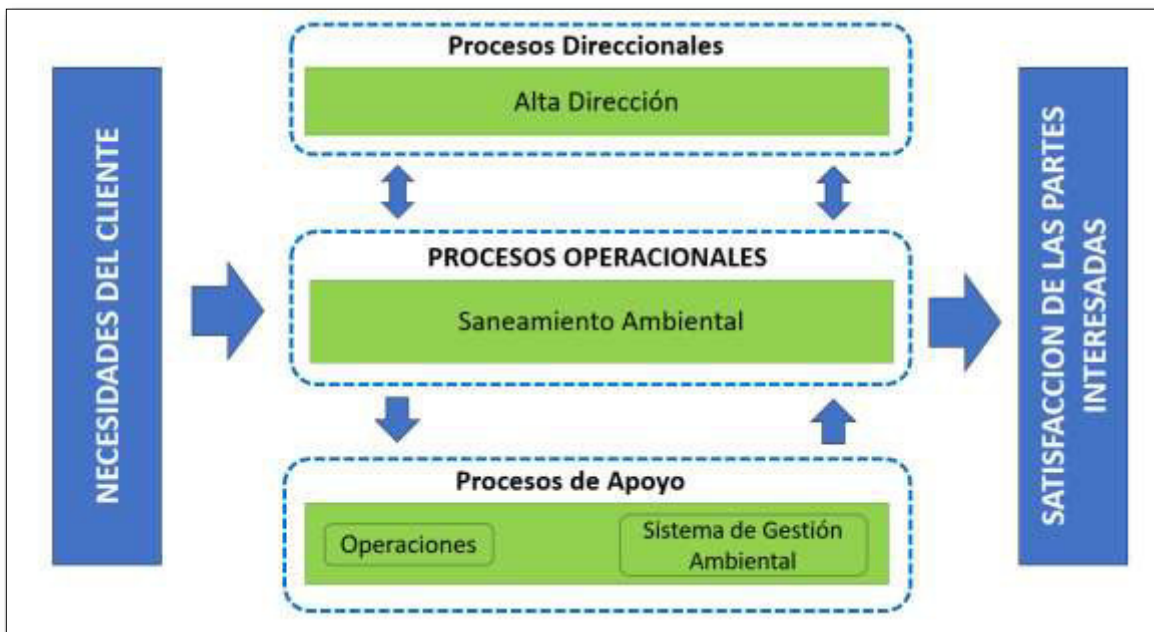 NECESIDADES DEL CLIENTE
Procesos Direccionales
Alta Dirección
PROCESOS OPERACIONALES
Saneamiento Ambiental
Procesos de Apoyo
Operaciones
Sistema de Gestión
Ambiental
SATISFACCION DE LAS PARTES
INTERESADAS